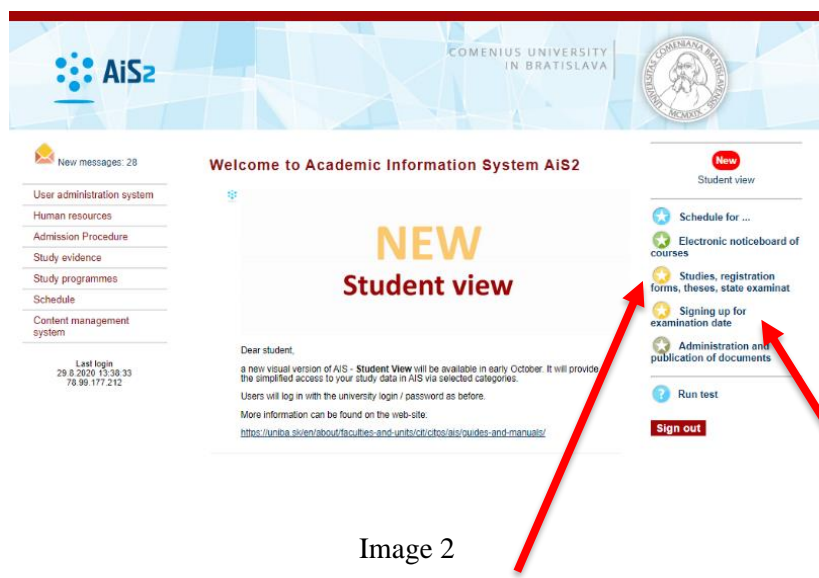 AiS2
COMENIUS UNIVERSITY
IN BRATISLAVA
New messages: 28
User administration system
Human resources
Admission Procedure
Study evidence
Study programmes
Schedule
Content management
system
Last login
29.8.2020 13:38:33
78.99.177.212
Welcome to Academic Information System AiS2
NEW
Student view
Dear student,
a new visual version of AIS - Student View will be available in early October. It will provide
the simplified access to your study data in AIS via selected categories.
Users will log in with the university login / password as before.
More information can be found on the web-site:
https://uniba.sk/en/about/faculties-and-units/cit/citps/ais/guides-and-manuals/
New
Student view
Schedule for ...
Electronic noticeboard of
courses
Studies, registration
forms, theses, state examinat
Signing up for
examination date
Administration and
publication of documents
Run test
Sign out
Image 2